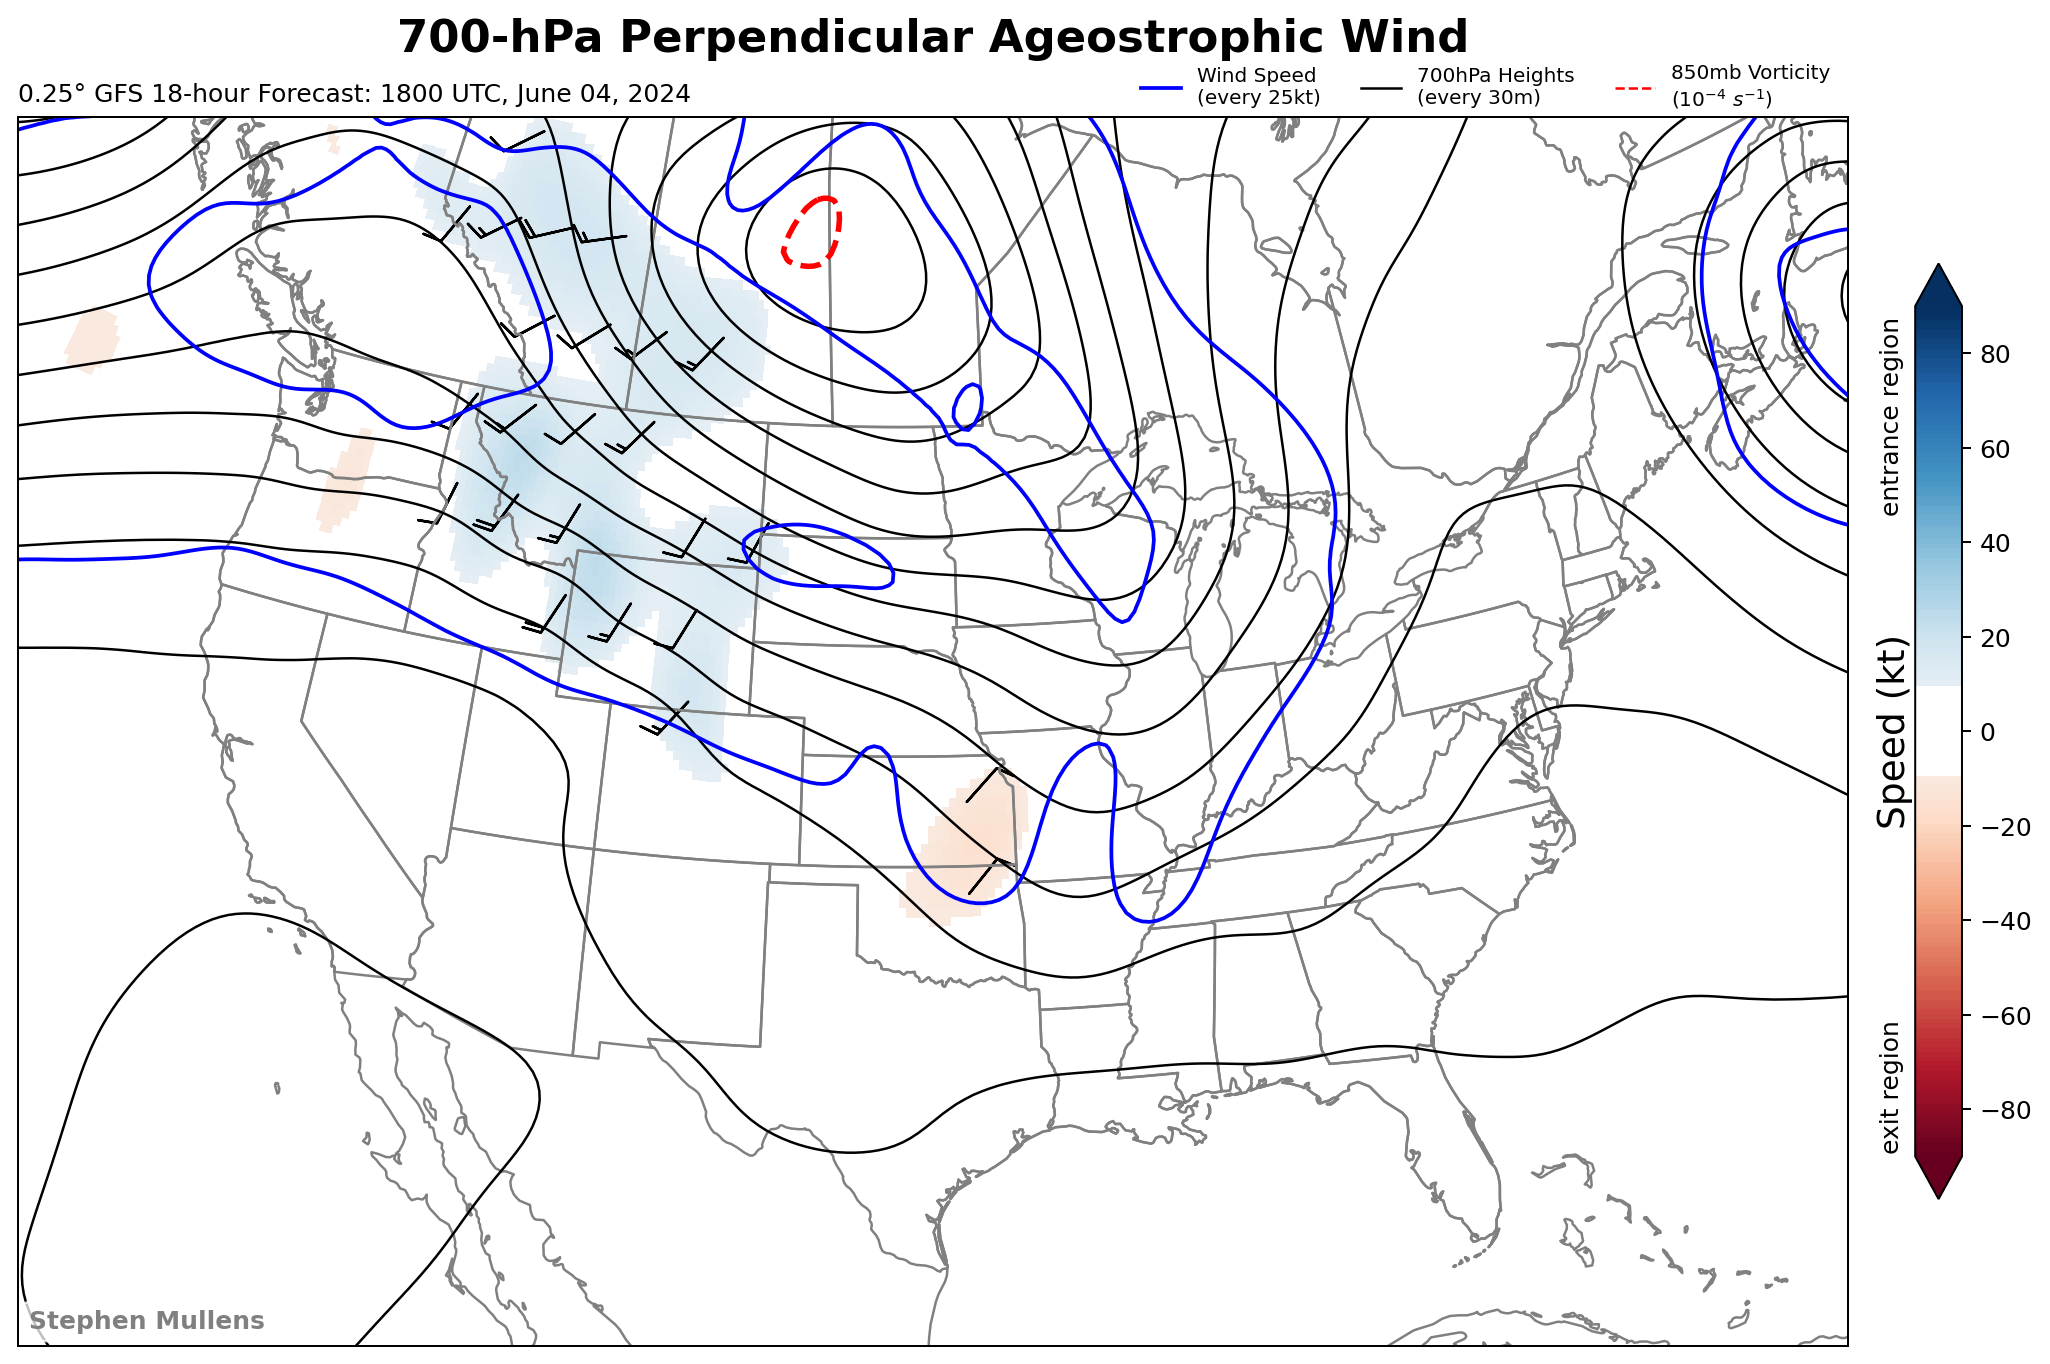 700-hPa Perpendicular Ageostrophic Wind
0.25° GFS 18-hour Forecast: 1800 UTC, June 04, 2024
Wind Speed
(every 25kt)
700hPa Heights
(every 30m)
850mb Vorticity
(10⁻⁴ s⁻¹)
entrance region
Speed (kt)
exit region
80
60
40
20
0
−20
−40
−60
−80
Stephen Mullens